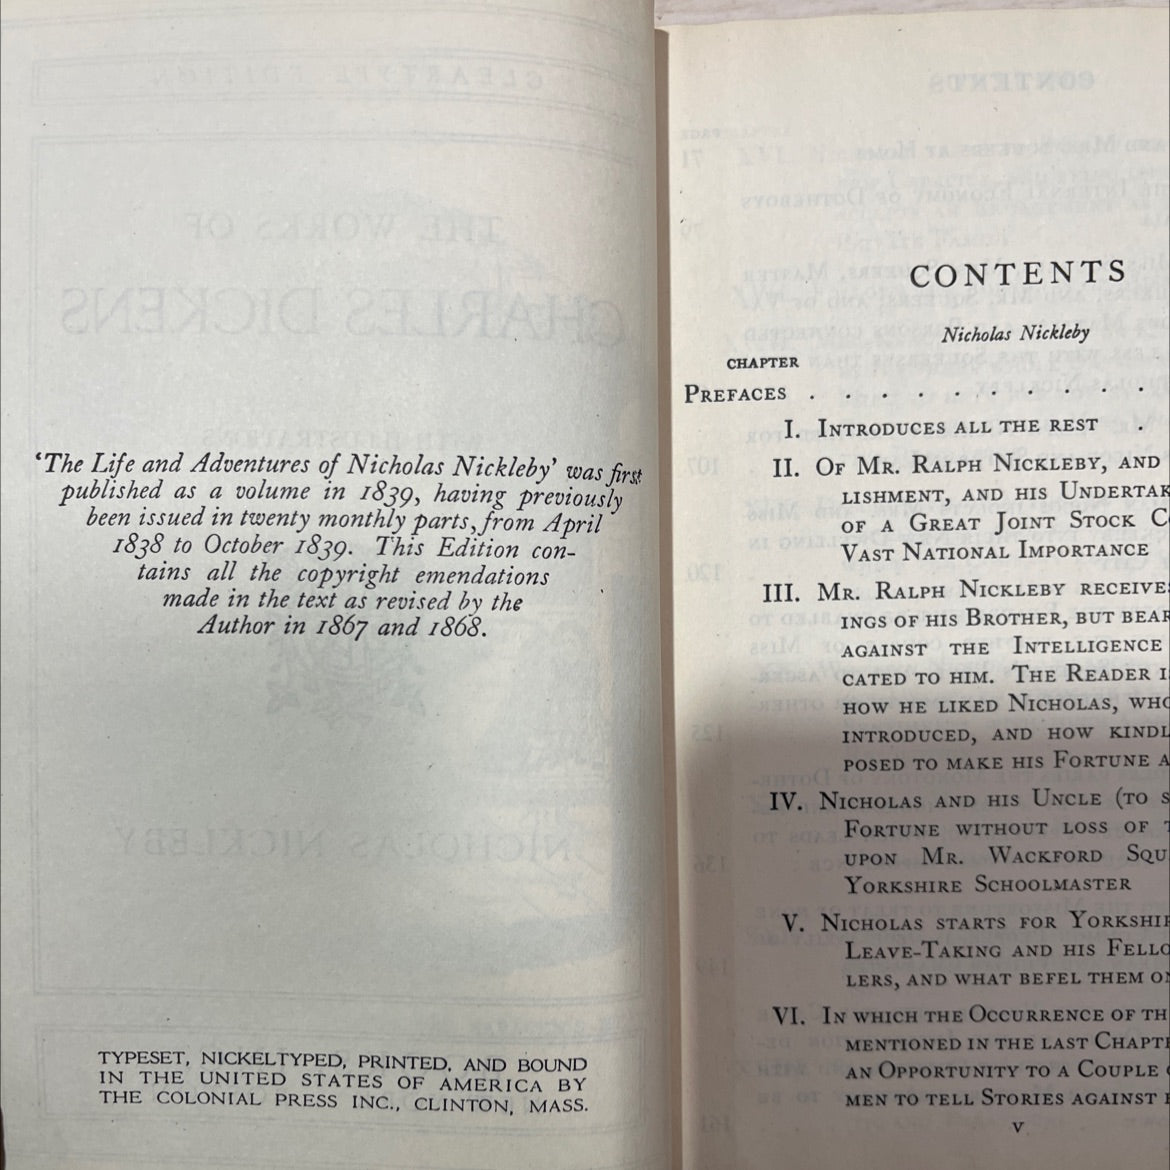 'The Life and Adventures of Nicholas Nickleby' was first
published as a volume in 1839, having previously
been issued in twenty monthly parts, from April
1838 to October 1839. This Edition con-
tains all the copyright emendations
made in the text as revised by the
Author in 1867 and 1868.
TYPESET, NICKELTYPED, PRINTED, AND BOUND
IN THE UNITED STATES OF AMERICA BY
THE COLONIAL PRESS INC., CLINTON, MASS.
CONTENTS
Nicholas Nickleby
CHAPTER
PREFACES . . . . . . . . . .
I. INTRODUCES ALL THE REST .
II. OF MR. RALPH NICKLEBY, AND
LISHMENT, AND HIS UNDERTAK
OF A GREAT JOINT STOCK C
VAST NATIONAL IMPORTANCE
III. MR. RALPH NICKLEBY RECEIVES
INGS OF HIS BROTHER, BUT BEAR
AGAINST THE INTELLIGENCE
CATED TO HIM. THE READER I
HOW HE LIKED NICHOLAS, WHO
INTRODUCED, AND HOW KINDL
POSED TO MAKE HIS FORTUNE A
IV. NICHOLAS AND HIS UNCLE (TO S
FORTUNE WITHOUT LOSS OF T
UPON MR. WACKFORD SQU
YORKSHIRE SCHOOLMASTER
V. NICHOLAS STARTS FOR YORKSHIR
LEAVE-TAKING AND HIS FELLO
LERS, AND WHAT BEFEL THEM ON
VI. IN WHICH THE OCCURRENCE OF TH
MENTIONED IN THE LAST CHAPTE
AN OPPORTUNITY TO A COUPLE
MEN TO TELL STORIES AGAINST
v